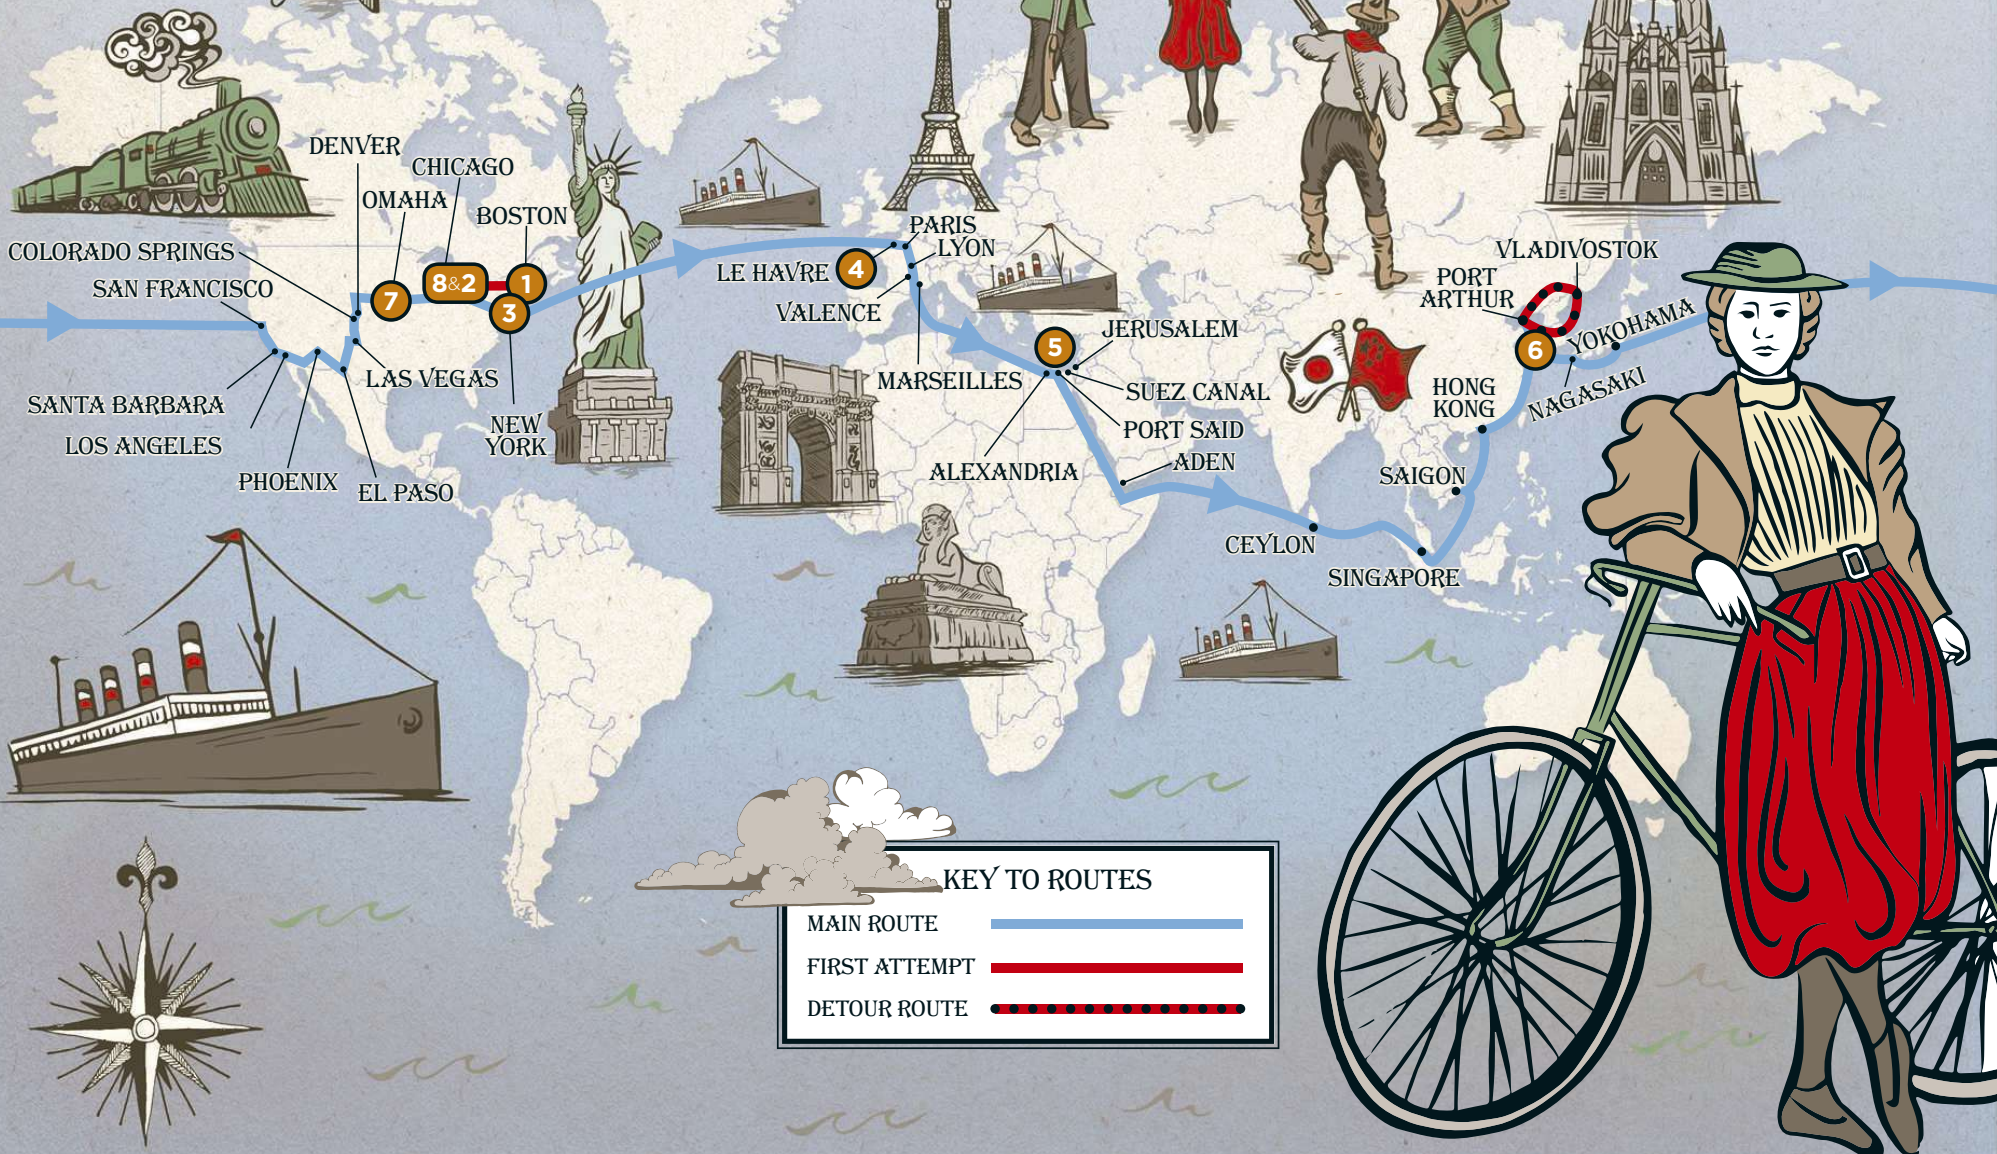 DENVER
CHICAGO
OMAHA
BOSTON
COLORADO SPRINGS
SAN FRANCISCO
8&2
1
7
3
SANTA BARBARA
LOS ANGELES
PHOENIX
EL PASO
LAS VEGAS
NEW
YORK
PARIS
LYON
LE HAVRE
4
VALENCE
MARSEILLES
5
JERUSALEM
SUEZ CANAL
PORT SAID
ALEXANDRIA
ADEN
CEYLON
SINGAPORE
SAIGON
HONG
KONG
VLADIVOSTOK
PORT
ARTHUR
6
YOKOHAMA
NAGASAKI
KEY TO ROUTES
MAIN ROUTE
FIRST ATTEMPT
DETOUR ROUTE